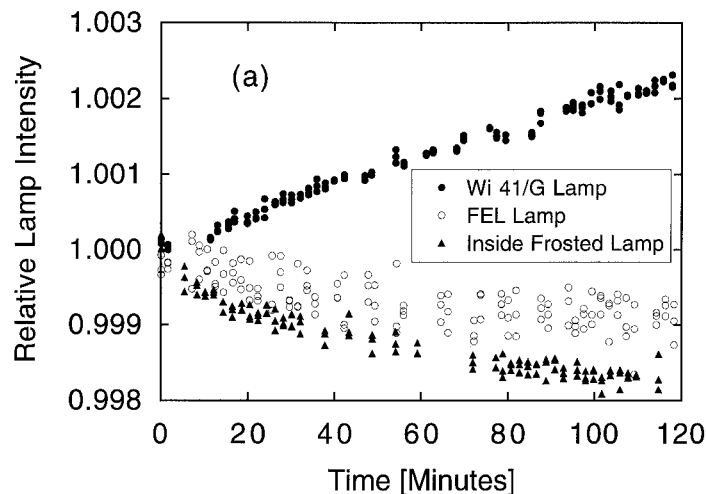 1.003
(a)
1.002
1.001
Wi 41/G Lamp
FEL Lamp
Inside Frosted Lamp
1.000
0.999
0.998
Relative Lamp Intensity
0 20 40 60 80 100 120
Time [Minutes]